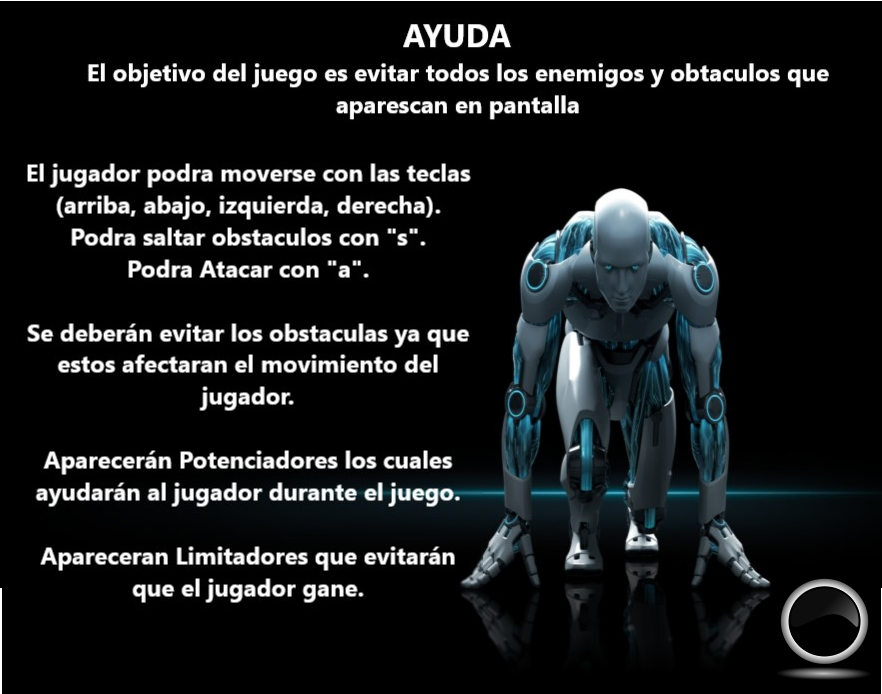 AYUDA
El objetivo del juego es evitar todos los enemigos y obtaculos que
aparescan en pantalla
El jugador podra moverse con las teclas
(arriba, abajo, izquierda, derecha).
Podra saltar obstaculos con "s".
Podra Atacar con "a".
Se deberán evitar los obstaculas ya que
estos afectaran el movimiento del
jugador.
Aparecerán Potenciadores los cuales
ayudarán al jugador durante el juego.
Apareceran Limitadores que evitarán
que el jugador gane.